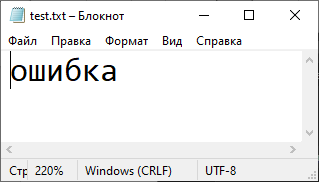 test.txt – Блокнот
Файл Правка Формат Вид Справка
ошибка
Стр 220% Windows (CRLF) UTF-8